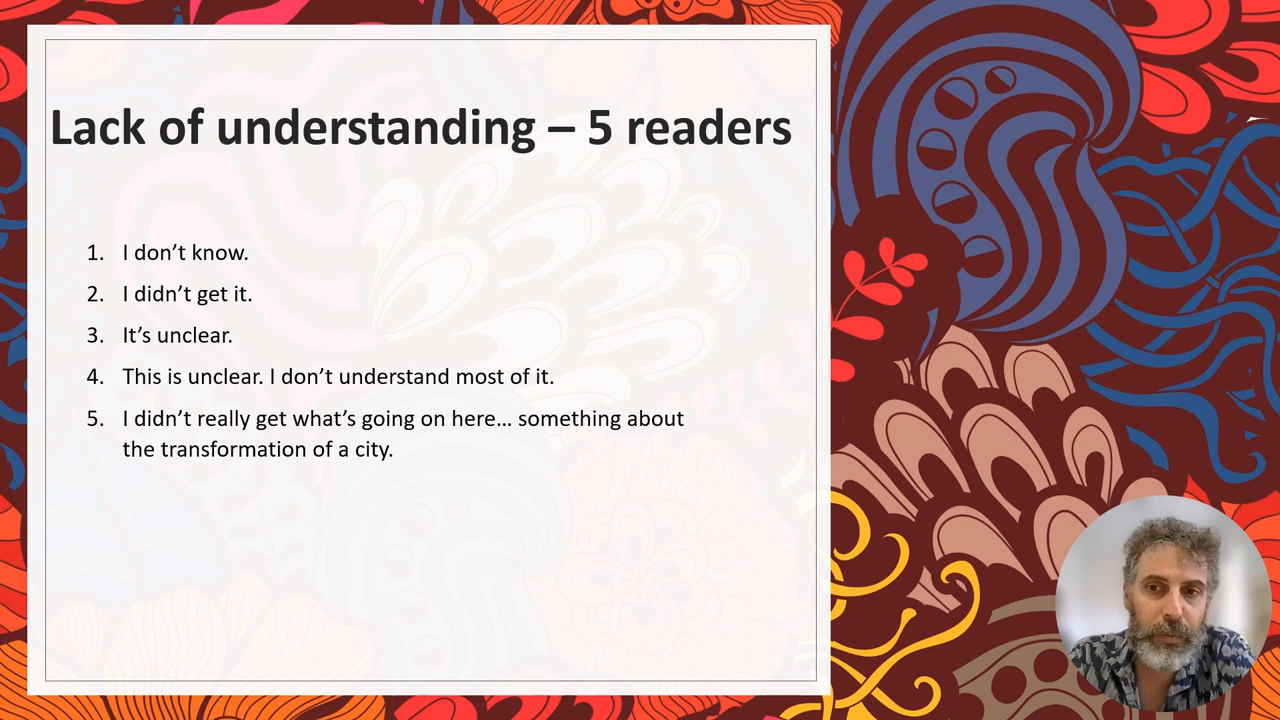 Lack of understanding – 5 readers
1. I don’t know.
2. I didn’t get it.
3. It’s unclear.
4. This is unclear. I don’t understand most of it.
5. I didn’t really get what’s going on here… something about
the transformation of a city.